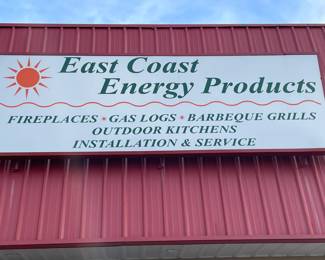 East Coast
Energy Products
FIREPLACES * GAS LOGS * BARBEQUE GRILLS
OUTDOOR KITCHENS
INSTALLATION & SERVICE